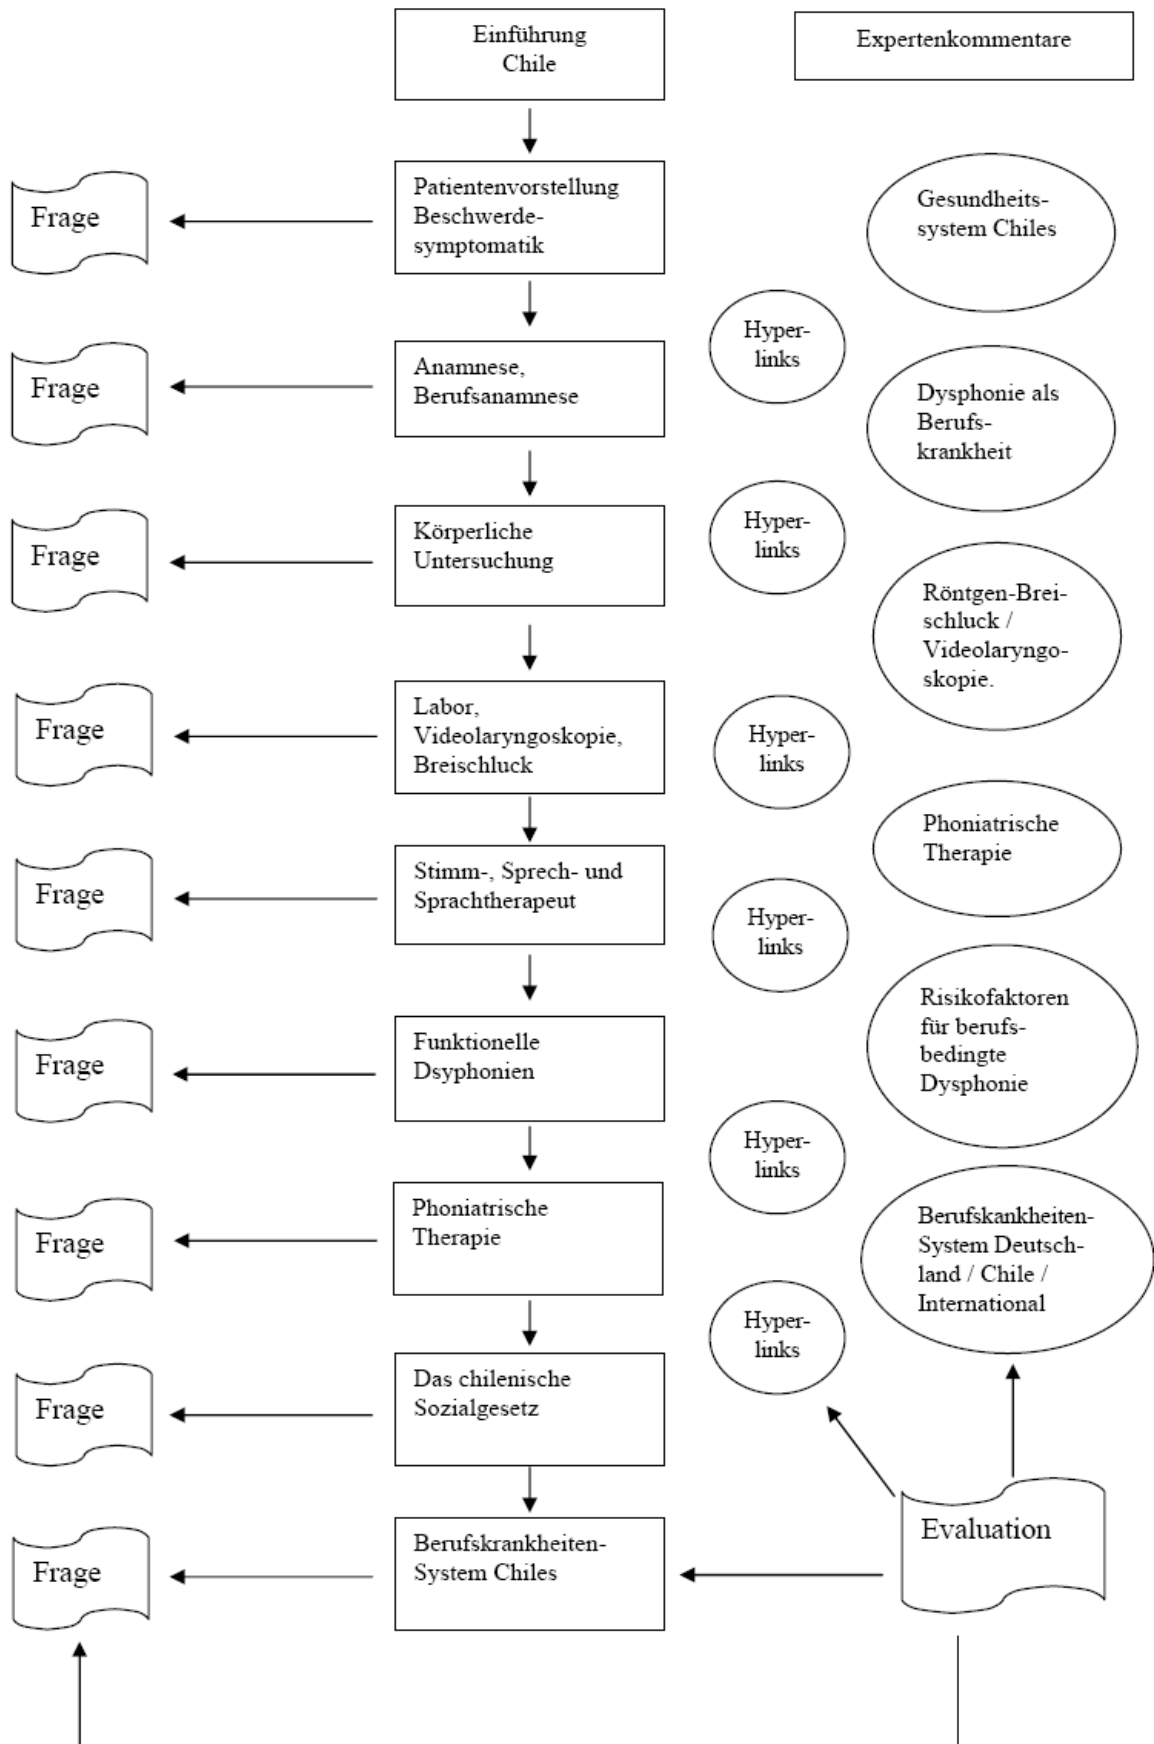 Einführung
Chile
Expertenkommentare
Frage
Patientenvorstellung
Beschwerde-
symptomatik
Gesundheits-
system Chiles
Hyper-
links
Frage
Anamnese,
Berufsanamnese
Dysphonie als
Berufs-
krankheit
Hyper-
links
Frage
Körperliche
Untersuchung
Röntgen-Brei-
schluck /
Videolaryngo-
skopie.
Frage
Labor,
Videolaryngoskopie,
Breischluck
Hyper-
links
Phoniatrische
Therapie
Frage
Stimm-, Sprech- und
Sprachtherapeut
Hyper-
links
Risikofaktoren
für berufs-
bedingte
Dysphonie
Frage
Funktionelle
Dsyphonien
Hyper-
links
Frage
Phoniatrische
Therapie
Berufskankheiten-
System Deutsch-
land / Chile /
International
Hyper-
links
Frage
Das chilenische
Sozialgesetz
Evaluation
Frage
Berufskrankheiten-
System Chiles